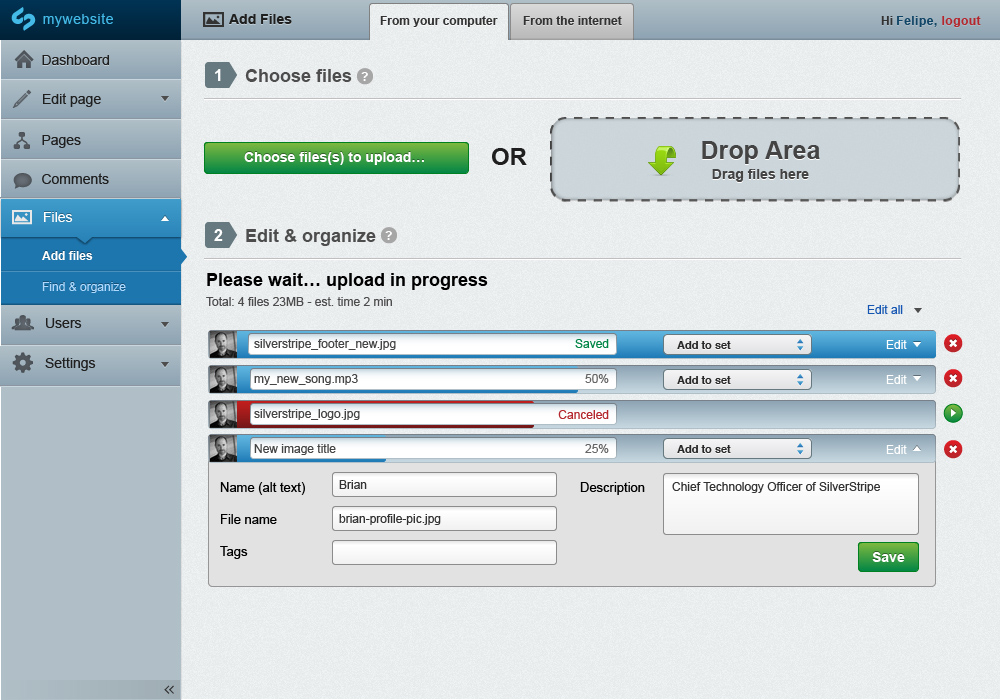 mywebsite
Add Files
From your computer
From the internet
Hi Felipe, logout
Dashboard
Edit page
Pages
Comments
Files
Add files
Find & organize
Users
Settings
«
1 Choose files ?
Choose files(s) to upload...
OR
Drop Area
Drag files here
2 Edit & organize ?
Please wait... upload in progress
Total: 4 files 23MB - est. time 2 min
Edit all
silverstripe_footer_new.jpg Saved Add to set Edit
my_new_song.mp3 50% Add to set Edit
silverstripe_logo.jpg Canceled
New image title 25% Add to set Edit
Name (alt text) Brian
Description Chief Technology Officer of SilverStripe
File name brian-profile-pic.jpg
Tags
Save